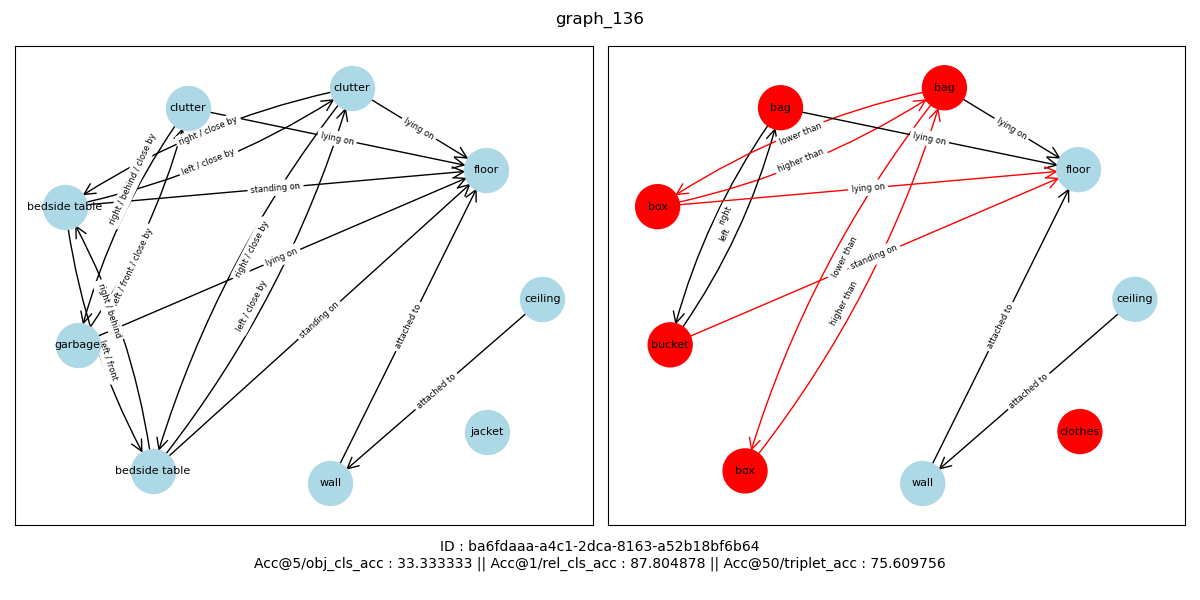 graph_136
clutter
clutter
floor
bedside table
ceiling
garbage
jacket
bedside table
wall
right / close by
left / close by
lying on
lying on
standing on
right / behind / close by
left / front / close by
right / close by
left / close by
lying on
standing on
right / behind
left / front
attached to
attached to
bag
bag
floor
box
ceiling
bucket
clothes
box
wall
lower than
higher than
lying on
lying on
lying on
right
left
lower than
higher than
standing on
attached to
attached to
ID : ba6fdaaa-a4c1-2dca-8163-a52b18bf6b64
Acc@5/obj_cls_acc : 33.333333 || Acc@1/rel_cls_acc : 87.804878 || Acc@50/triplet_acc : 75.609756